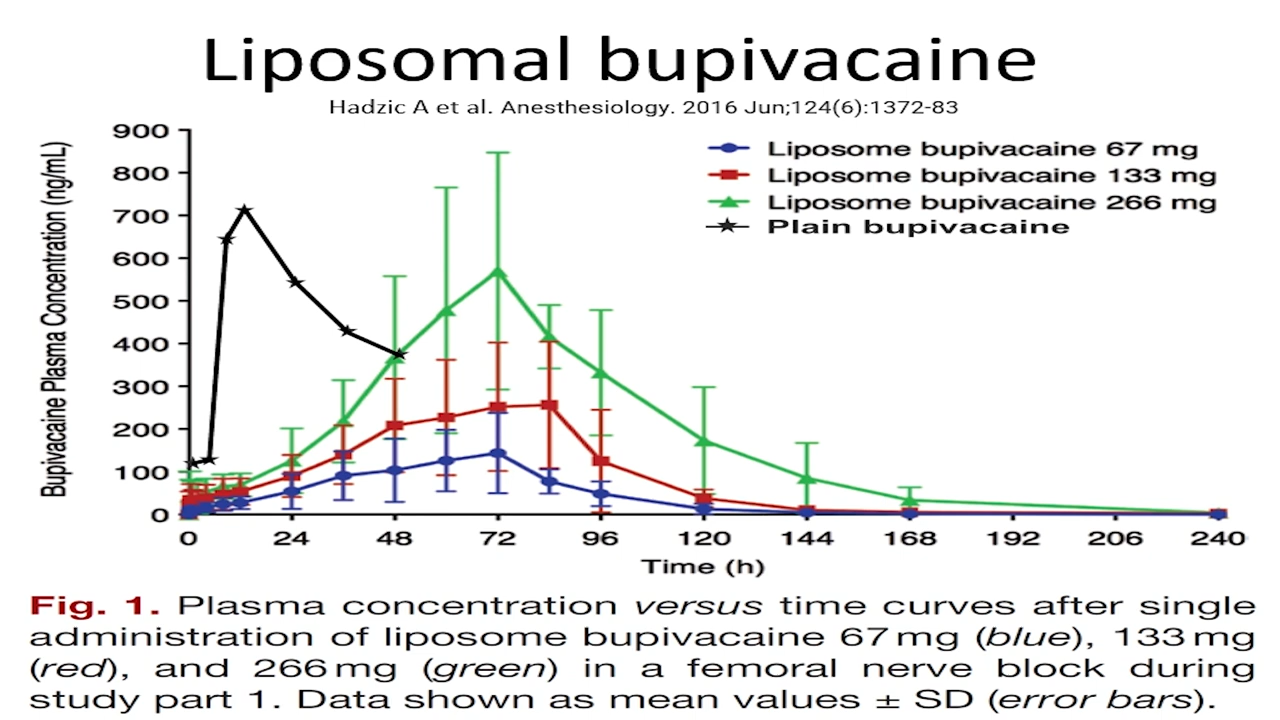 Liposomal bupivacaine
Hadzic A et al. Anesthesiology. 2016 Jun;124(6):1372-83
Bupivacaine Plasma Concentration (ng/mL)
900
800
700
600
500
400
300
200
100
0
Liposome bupivacaine 67 mg
Liposome bupivacaine 133 mg
Liposome bupivacaine 266 mg
Plain bupivacaine
0 24 48 72 96 120 144 168 192 206 240
Time (h)
Fig. 1. Plasma concentration versus time curves after single
administration of liposome bupivacaine 67 mg (blue), 133 mg
(red), and 266 mg (green) in a femoral nerve block during
study part 1. Data shown as mean values ± SD (error bars).